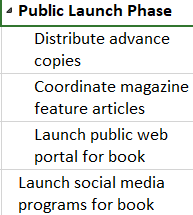 Public Launch Phase
Distribute advance
copies
Coordinate magazine
feature articles
Launch public web
portal for book
Launch social media
programs for book